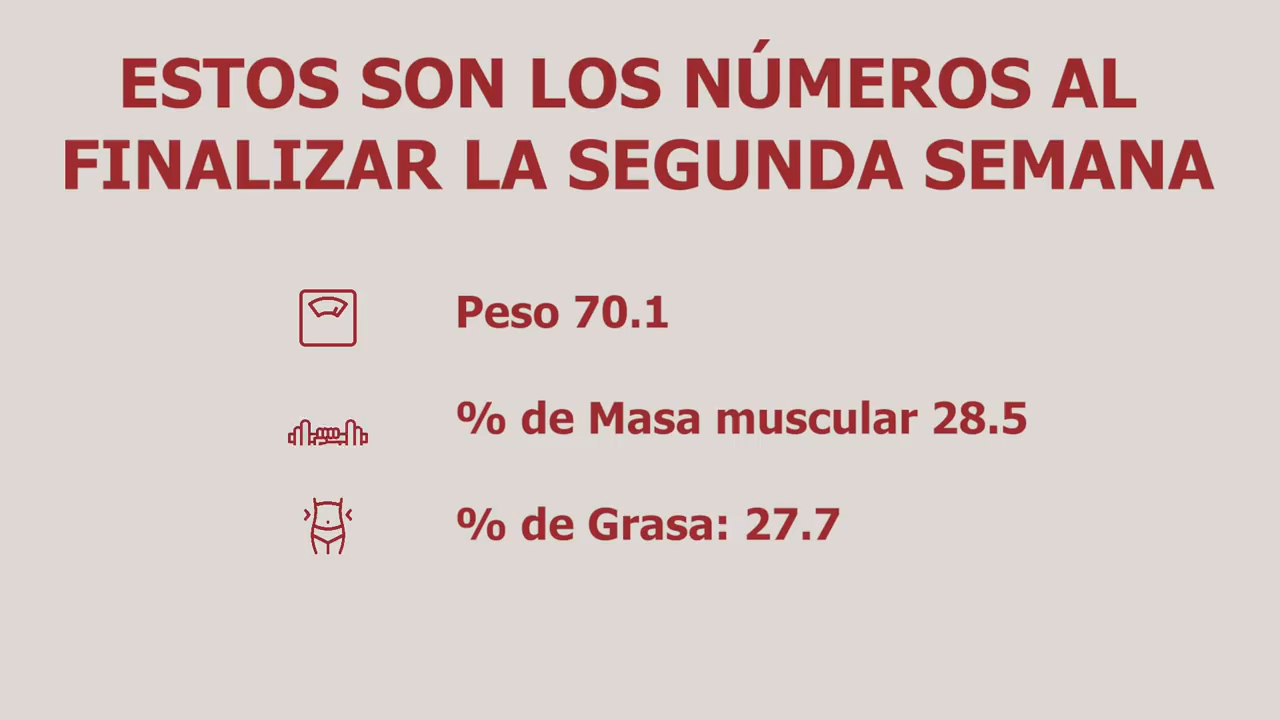 ESTOS SON LOS NÚMEROS AL
FINALIZAR LA SEGUNDA SEMANA
Peso 70.1
% de Masa muscular 28.5
% de Grasa: 27.7